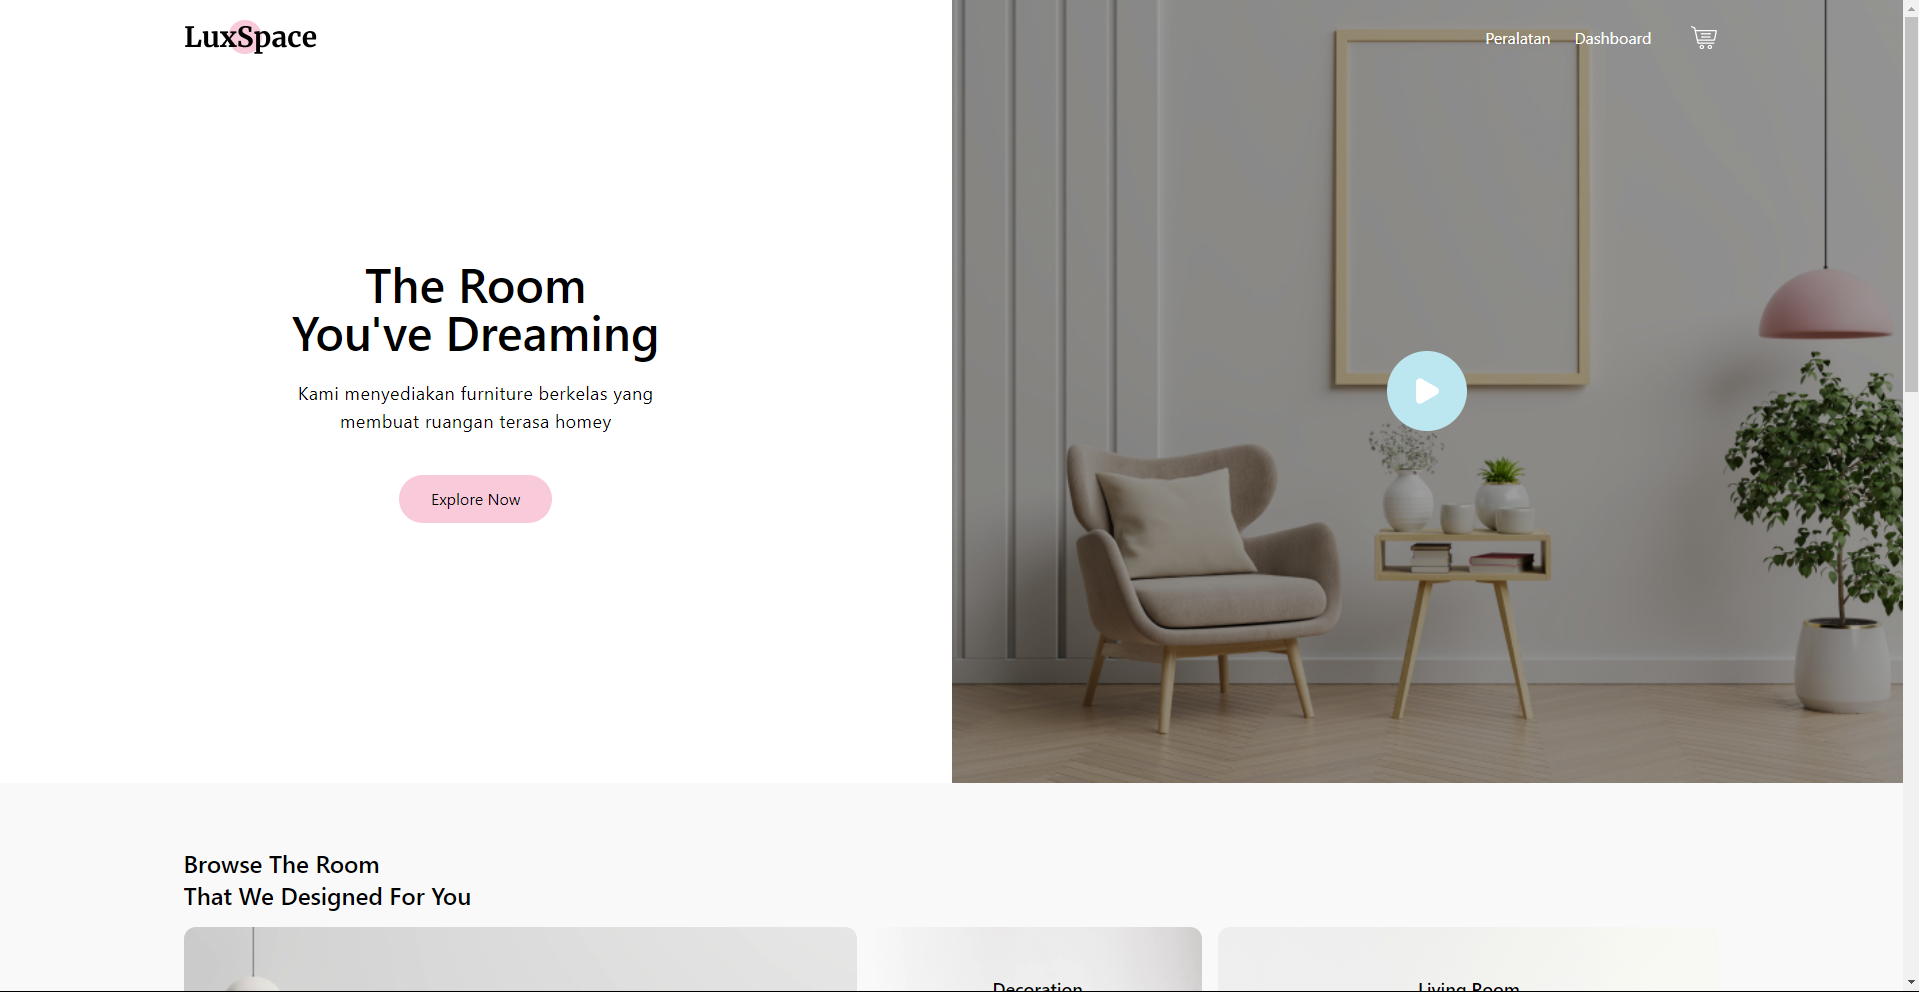 LuxSpace
Peralatan
Dashboard
The Room
You've Dreaming
Kami menyediakan furniture berkelas yang
membuat ruangan terasa homey
Explore Now
Browse The Room
That We Designed For You
Decoration
Living Room